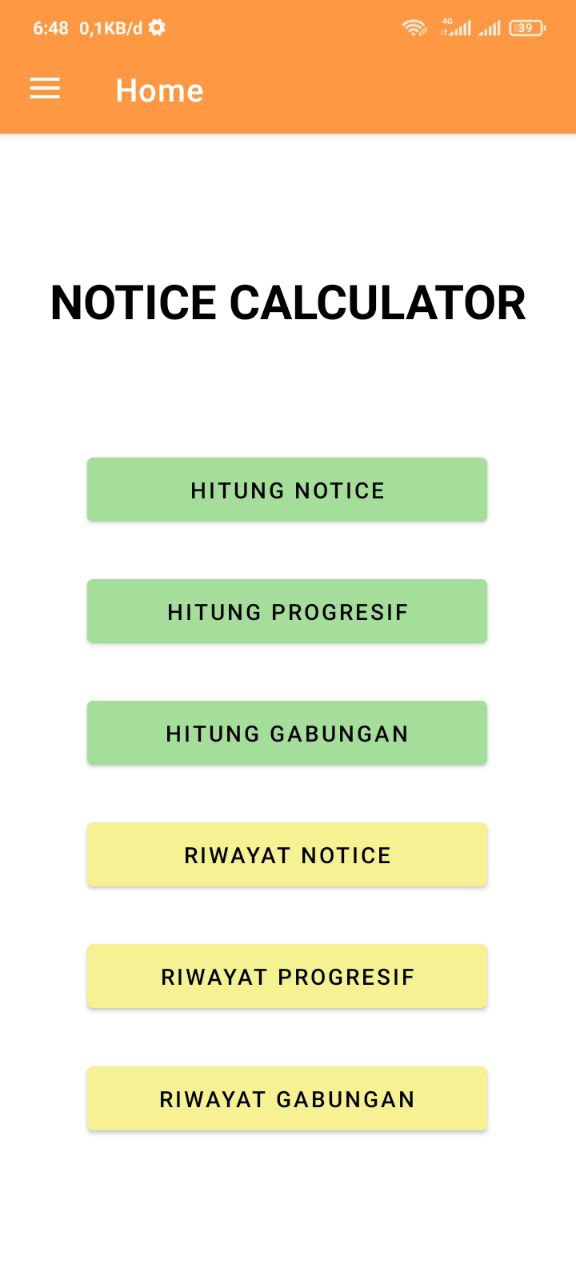 6:48 0,1KB/d 4G 39
Home
NOTICE CALCULATOR
HITUNG NOTICE
HITUNG PROGRESIF
HITUNG GABUNGAN
RIWAYAT NOTICE
RIWAYAT PROGRESIF
RIWAYAT GABUNGAN